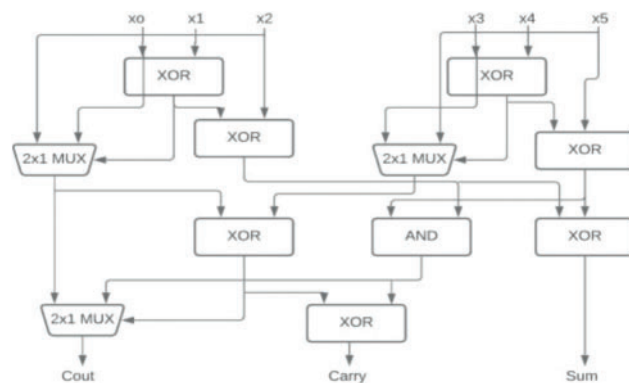 xo x1 x2 x3 x4 x5
XOR XOR
XOR XOR
2x1 MUX 2x1 MUX
XOR AND XOR
2x1 MUX XOR
Cout Carry Sum